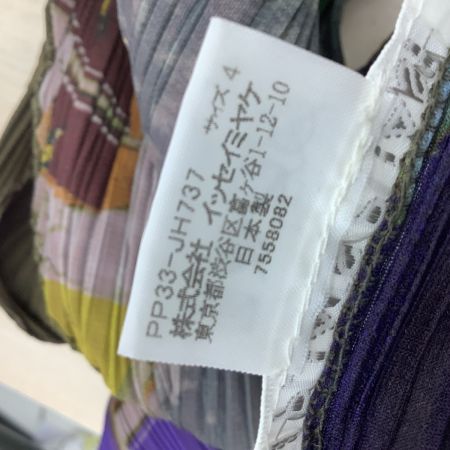 PP33-JH737 サイズ 4
株式会社 イッセイミヤケ
東京都渋谷区富ヶ谷1-12-10
日本製
7558082